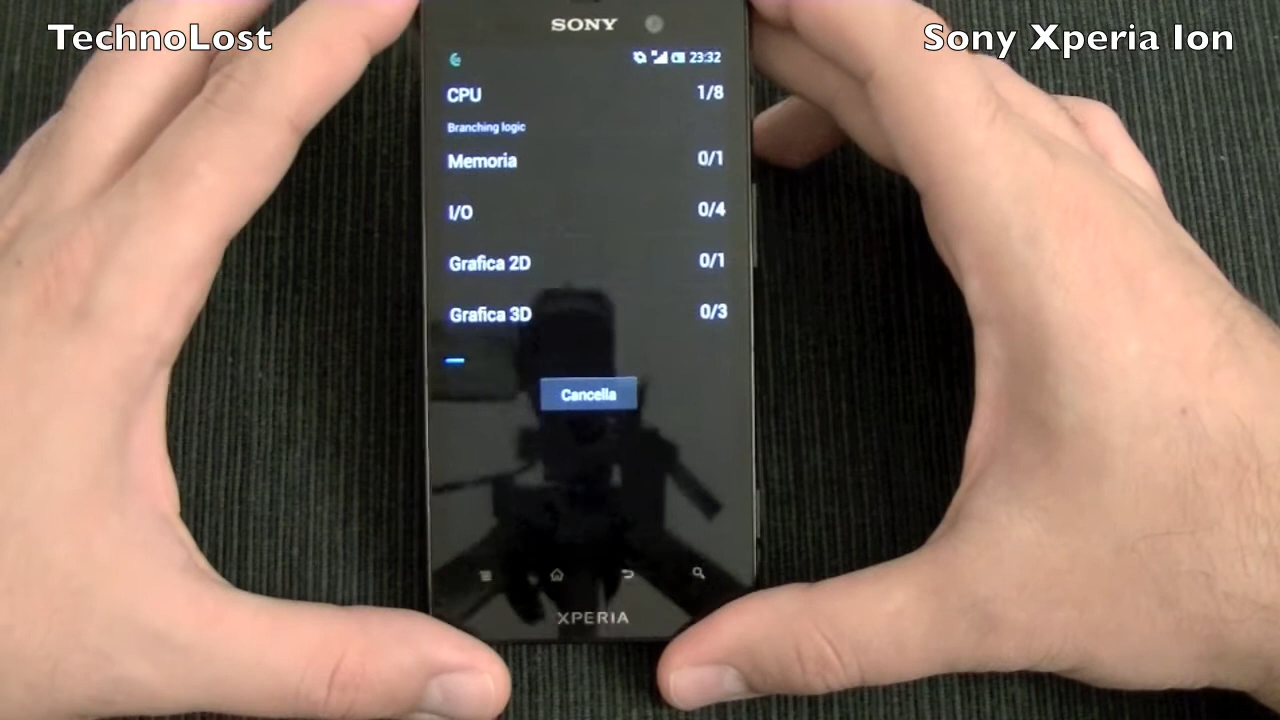 TechnoLost
Sony Xperia Ion
SONY
23:32
CPU 1/8
Branching logic
Memoria 0/1
I/O 0/4
Grafica 2D 0/1
Grafica 3D 0/3
Cancella
XPERIA